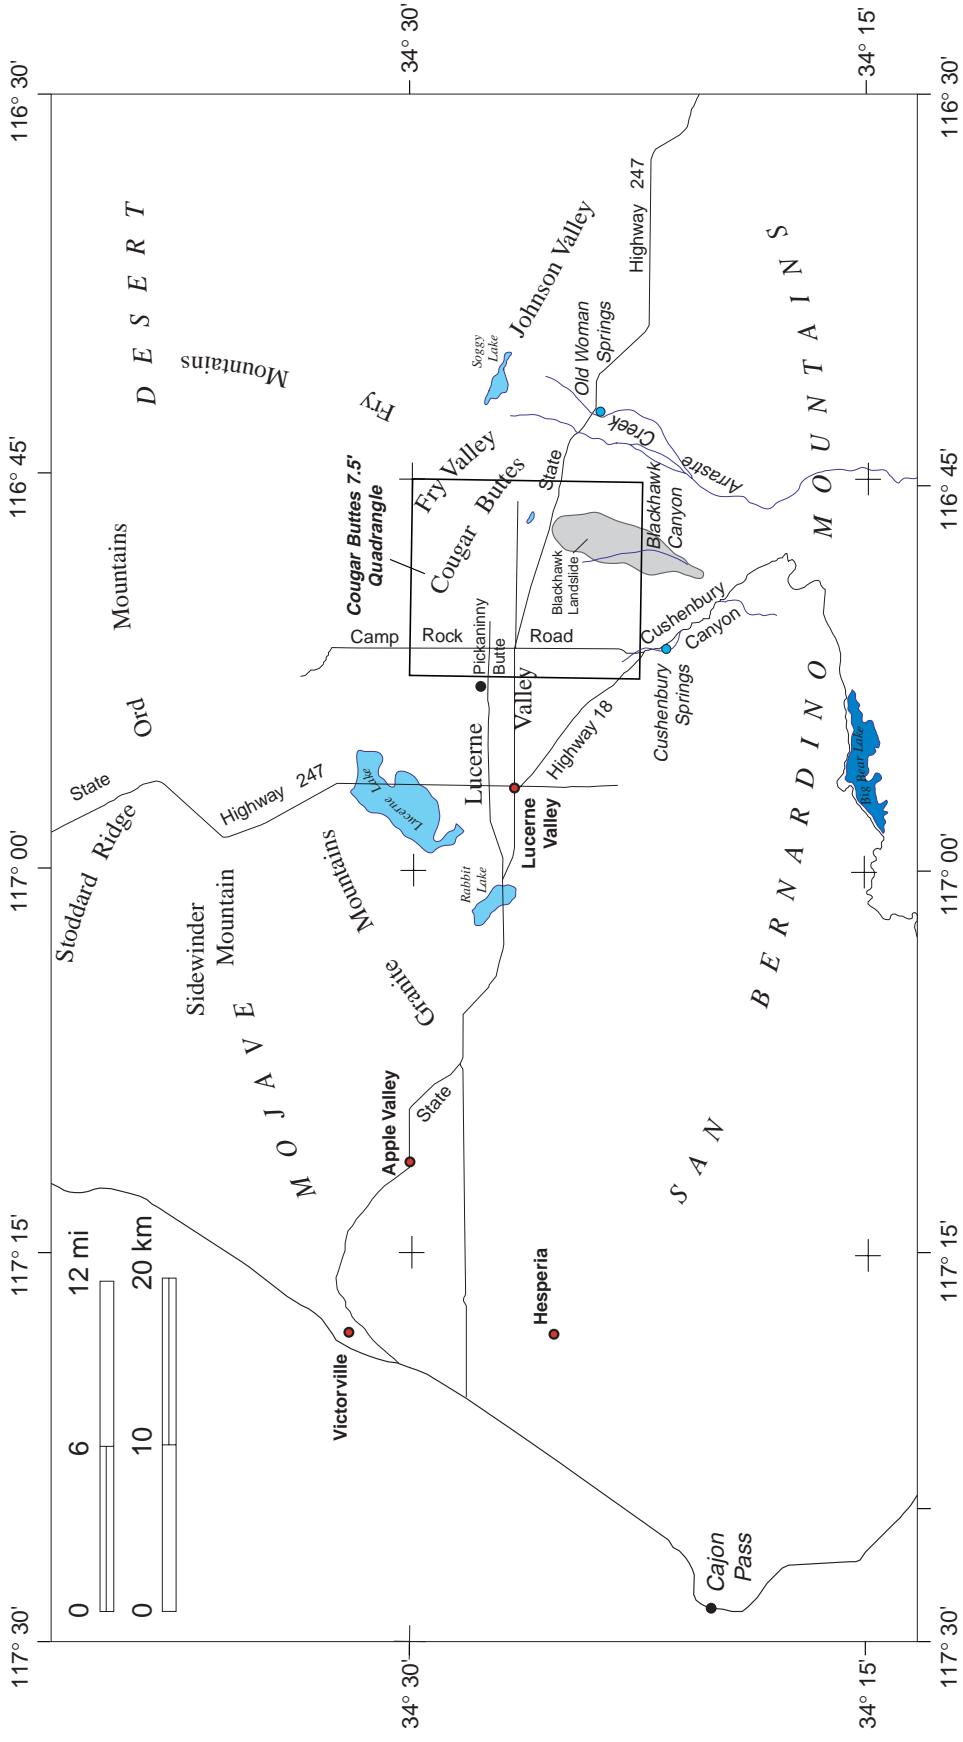 117° 30'
117° 15'
117° 00'
116° 45'
116° 30'
0 6 12 mi
0 10 20 km
Stoddard Ridge
State
Highway 247
Ord
Mountains
DESERT
Sidewinder
Mountain
MOJAVE
Mountains
Fry
Granite
Mountains
Lucerne Lake
Cougar Buttes 7.5'
Quadrangle
Victorville
Apple Valley
State
34° 30'
34° 30'
Camp
Rock
Road
Fry Valley
Cougar Buttes
Soggy
Lake
Johnson Valley
Rabbit
Lake
Lucerne
Valley
Pickaninny
Butte
Lucerne
Valley
Hesperia
Highway 18
State
Blackhawk
Landslide
Old Woman
Springs
Highway 247
Arrastre
Creek
Blackhawk
Canyon
Cushenbury
Canyon
Cushenbury
Springs
Cajon
Pass
SAN
BERNARDINO
MOUNTAINS
Big Bear Lake
34° 15'
34° 15'
117° 30'
117° 15'
117° 00'
116° 45'
116° 30'